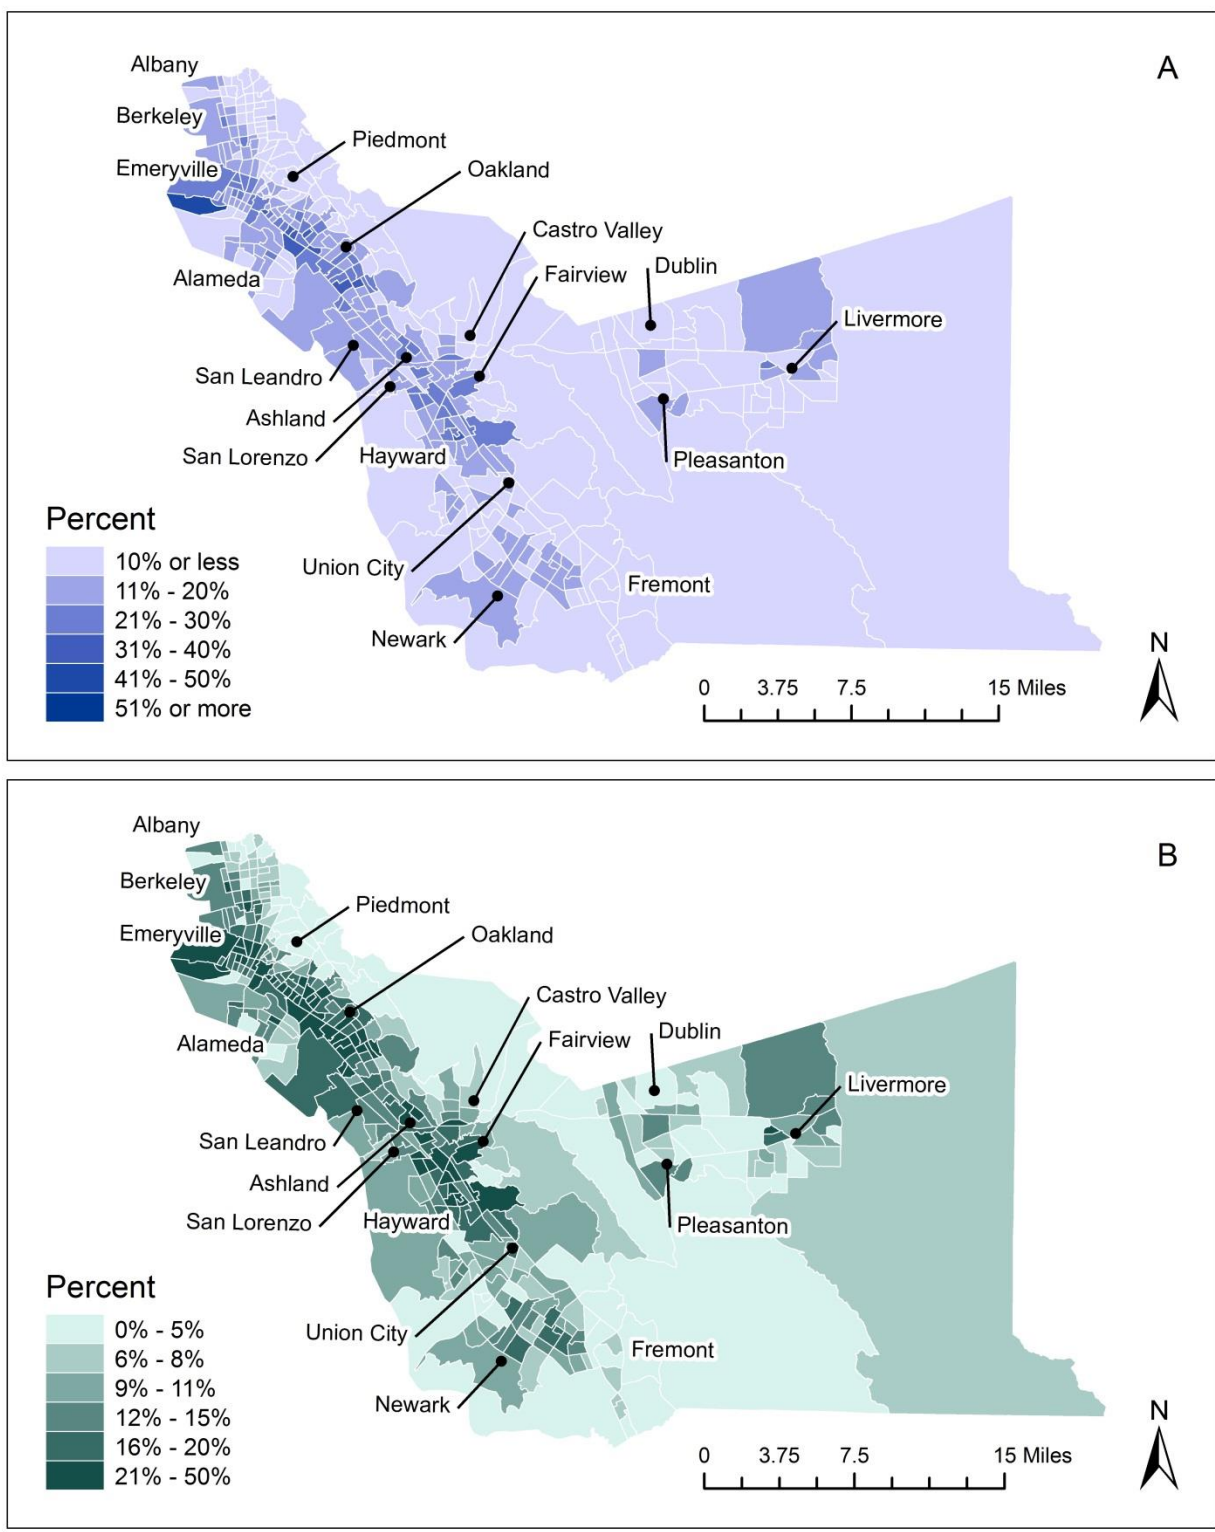 A
Albany
Berkeley
Piedmont
Emeryville
Oakland
Castro Valley
Fairview
Dublin
Alameda
Livermore
San Leandro
Ashland
San Lorenzo
Hayward
Pleasanton
Union City
Fremont
Newark
Percent
10% or less
11% - 20%
21% - 30%
31% - 40%
41% - 50%
51% or more
0 3.75 7.5 15 Miles
N
B
Albany
Berkeley
Piedmont
Emeryville
Oakland
Castro Valley
Fairview
Dublin
Alameda
Livermore
San Leandro
Ashland
San Lorenzo
Hayward
Pleasanton
Union City
Fremont
Newark
Percent
0% - 5%
6% - 8%
9% - 11%
12% - 15%
16% - 20%
21% - 50%
0 3.75 7.5 15 Miles
N